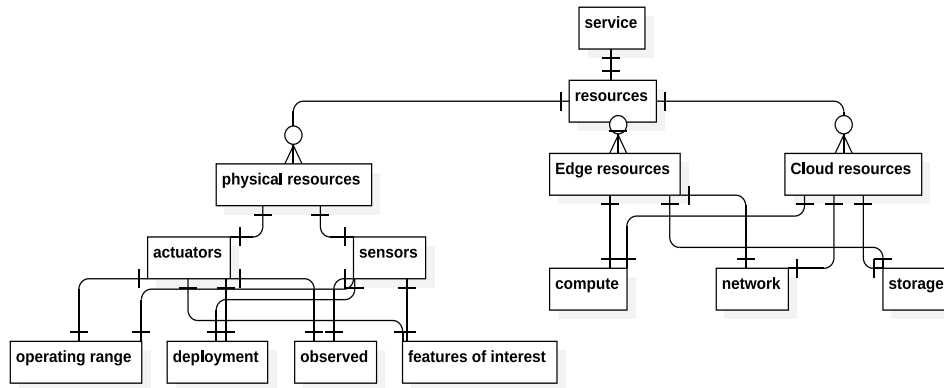 service
resources
physical resources
Edge resources
Cloud resources
actuators
sensors
compute
network
storage
operating range
deployment
observed
features of interest